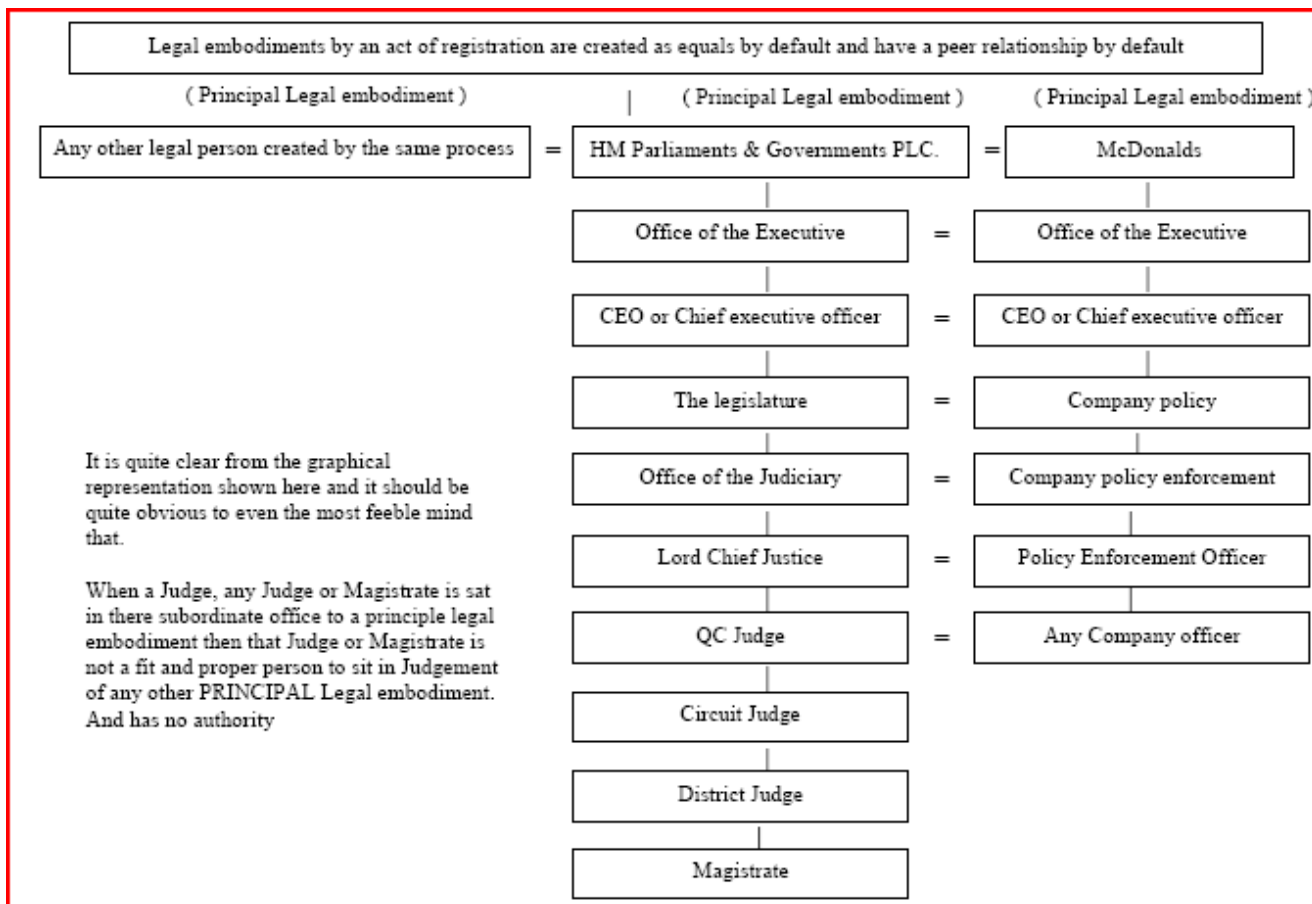 Legal embodiments by an act of registration are created as equals by default and have a peer relationship by default
( Principal Legal embodiment ) ( Principal Legal embodiment ) ( Principal Legal embodiment )
Any other legal person created by the same process = HM Parliaments & Governments PLC. = McDonalds
Office of the Executive = Office of the Executive
CEO or Chief executive officer = CEO or Chief executive officer
The legislature = Company policy
Office of the Judiciary = Company policy enforcement
Lord Chief Justice = Policy Enforcement Officer
QC Judge = Any Company officer
Circuit Judge
District Judge
Magistrate
It is quite clear from the graphical
representation shown here and it should be
quite obvious to even the most feeble mind
that.
When a Judge, any Judge or Magistrate is sat
in there subordinate office to a principle legal
embodiment then that Judge or Magistrate is
not a fit and proper person to sit in Judgement
of any other PRINCIPAL Legal embodiment.
And has no authority